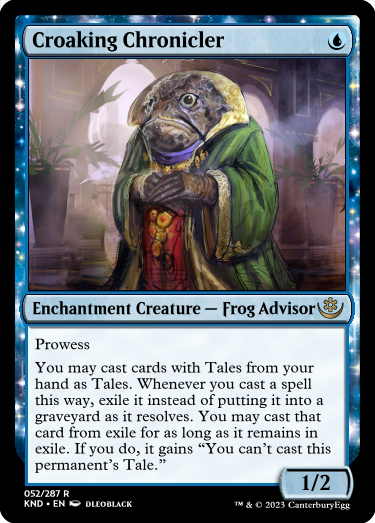 Croaking Chronicler
Enchantment Creature — Frog Advisor
Prowess
You may cast cards with Tales from your
hand as Tales. Whenever you cast a spell
this way, exile it instead of putting it into a
graveyard as it resolves. You may cast that
card from exile for as long as it remains in
exile. If you do, it gains “You can't cast this
permanent's Tale.”
1/2
052/287 R
KND • EN DLEOBLACK
™ & © 2023 CanterburyEgg